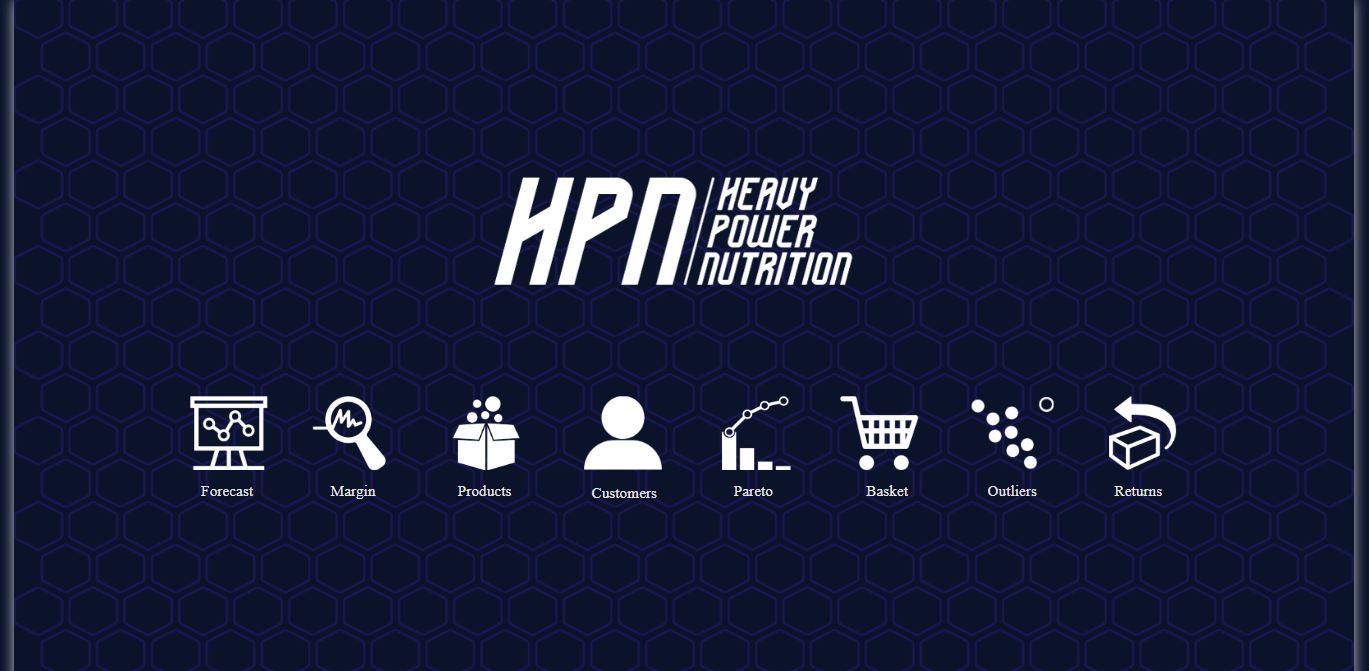 HPN
HEAVY
POWER
NUTRITION
Forecast
Margin
Products
Customers
Pareto
Basket
Outliers
Returns